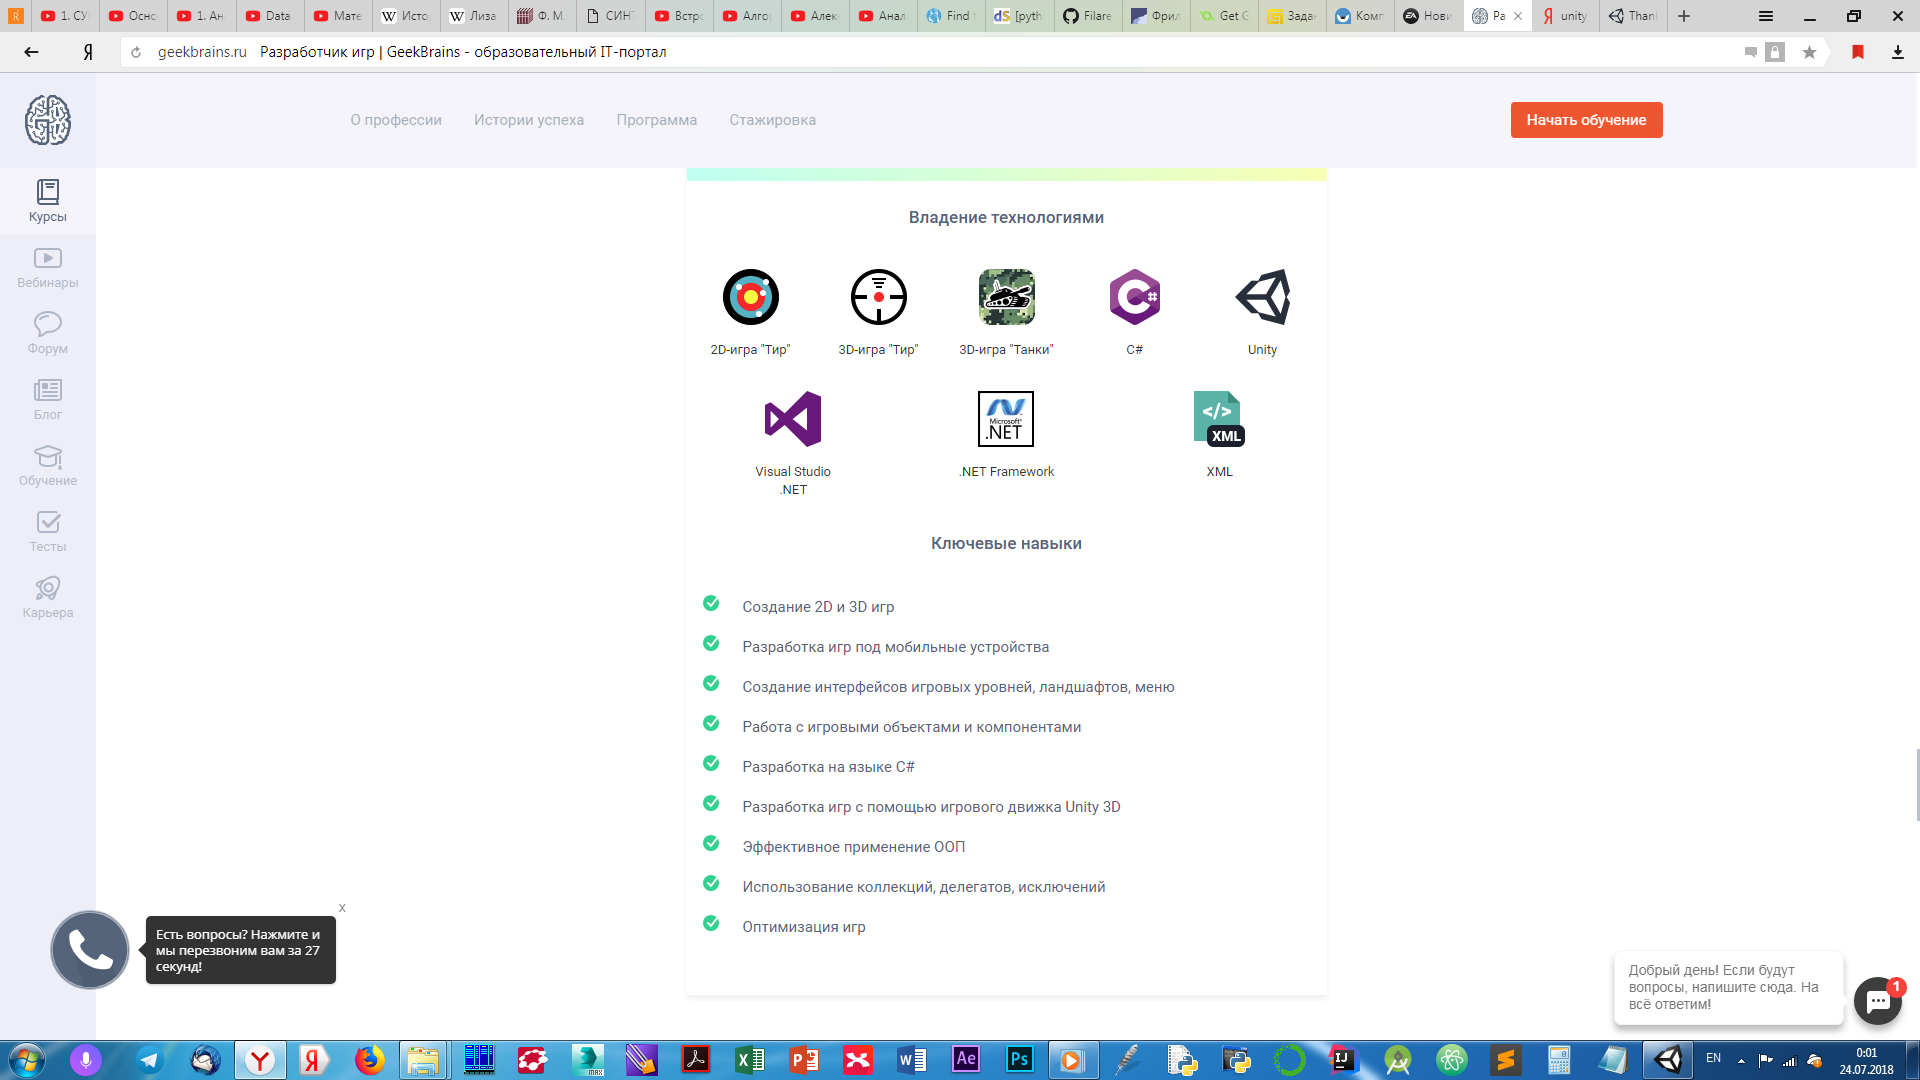 1. СУ
Осно
1. Ан
Data
Мате
Исто
Лиза
Ф. М.
СИНТ
Встро
Алго
Алек
Анал
Find
[pyth
Filare
Фрил
Get G
Зада
Комп
Нови
Ра
unity
Thank
geekbrains.ru Разработчик игр | GeekBrains - образовательный IT-портал
О профессии
Истории успеха
Программа
Стажировка
Начать обучение
Курсы
Вебинары
Форум
Блог
Обучение
Тесты
Карьера
Владение технологиями
2D-игра "Тир"
3D-игра "Тир"
3D-игра "Танки"
C#
Unity
Microsoft
.NET
</>
XML
Visual Studio
.NET
.NET Framework
XML
Ключевые навыки
Создание 2D и 3D игр
Разработка игр под мобильные устройства
Создание интерфейсов игровых уровней, ландшафтов, меню
Работа с игровыми объектами и компонентами
Разработка на языке C#
Разработка игр с помощью игрового движка Unity 3D
Эффективное применение ООП
Использование коллекций, делегатов, исключений
Оптимизация игр
x
Есть вопросы? Нажмите и
мы перезвоним вам за 27
секунд!
Добрый день! Если будут
вопросы, напишите сюда. На
всё ответим!
1
EN
0:01
24.07.2018